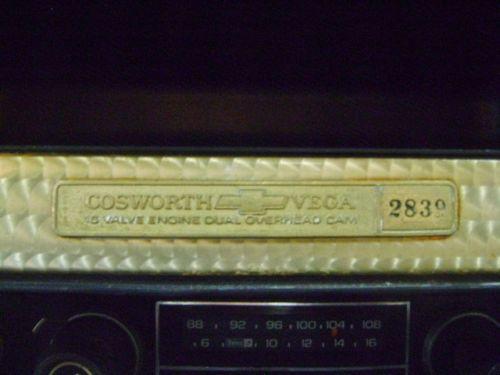 COSWORTH VEGA
16 VALVE ENGINE DUAL OVERHEAD CAM
2839
88 92 96 100 104 108
6 10 12 14 16